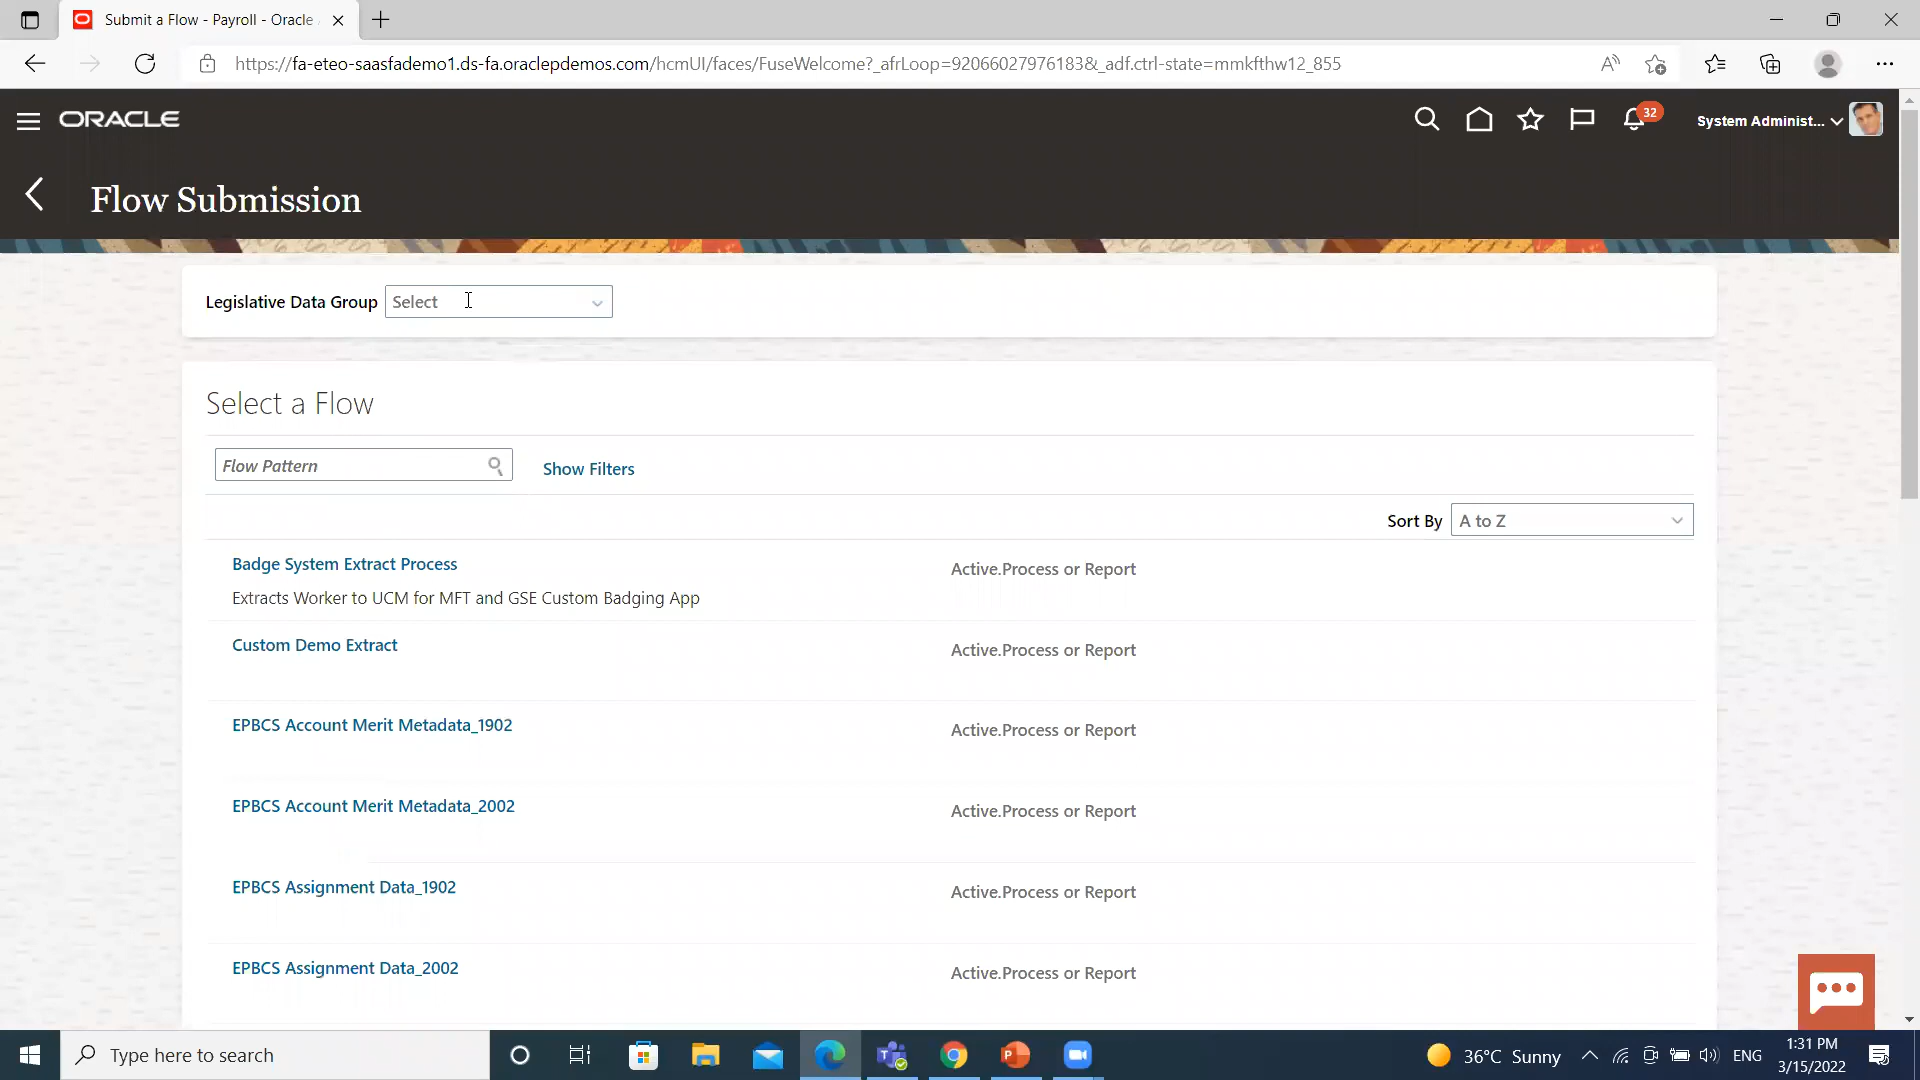 Submit a Flow - Payroll - Oracle
https://fa-eteo-saasfademo1.ds-fa.oraclepdemos.com/hcmUI/faces/FuseWelcome?_afrLoop=92066027976183&_adf.ctrl-state=mmkfthw12_855
ORACLE
32
System Administ...
Flow Submission
Legislative Data Group Select
Select a Flow
Flow Pattern
Show Filters
Sort By A to Z
Badge System Extract Process
Active.Process or Report
Extracts Worker to UCM for MFT and GSE Custom Badging App
Custom Demo Extract
Active.Process or Report
EPBCS Account Merit Metadata_1902
Active.Process or Report
EPBCS Account Merit Metadata_2002
Active.Process or Report
EPBCS Assignment Data_1902
Active.Process or Report
EPBCS Assignment Data_2002
Active.Process or Report
Type here to search
36°C Sunny
ENG
1:31 PM
3/15/2022